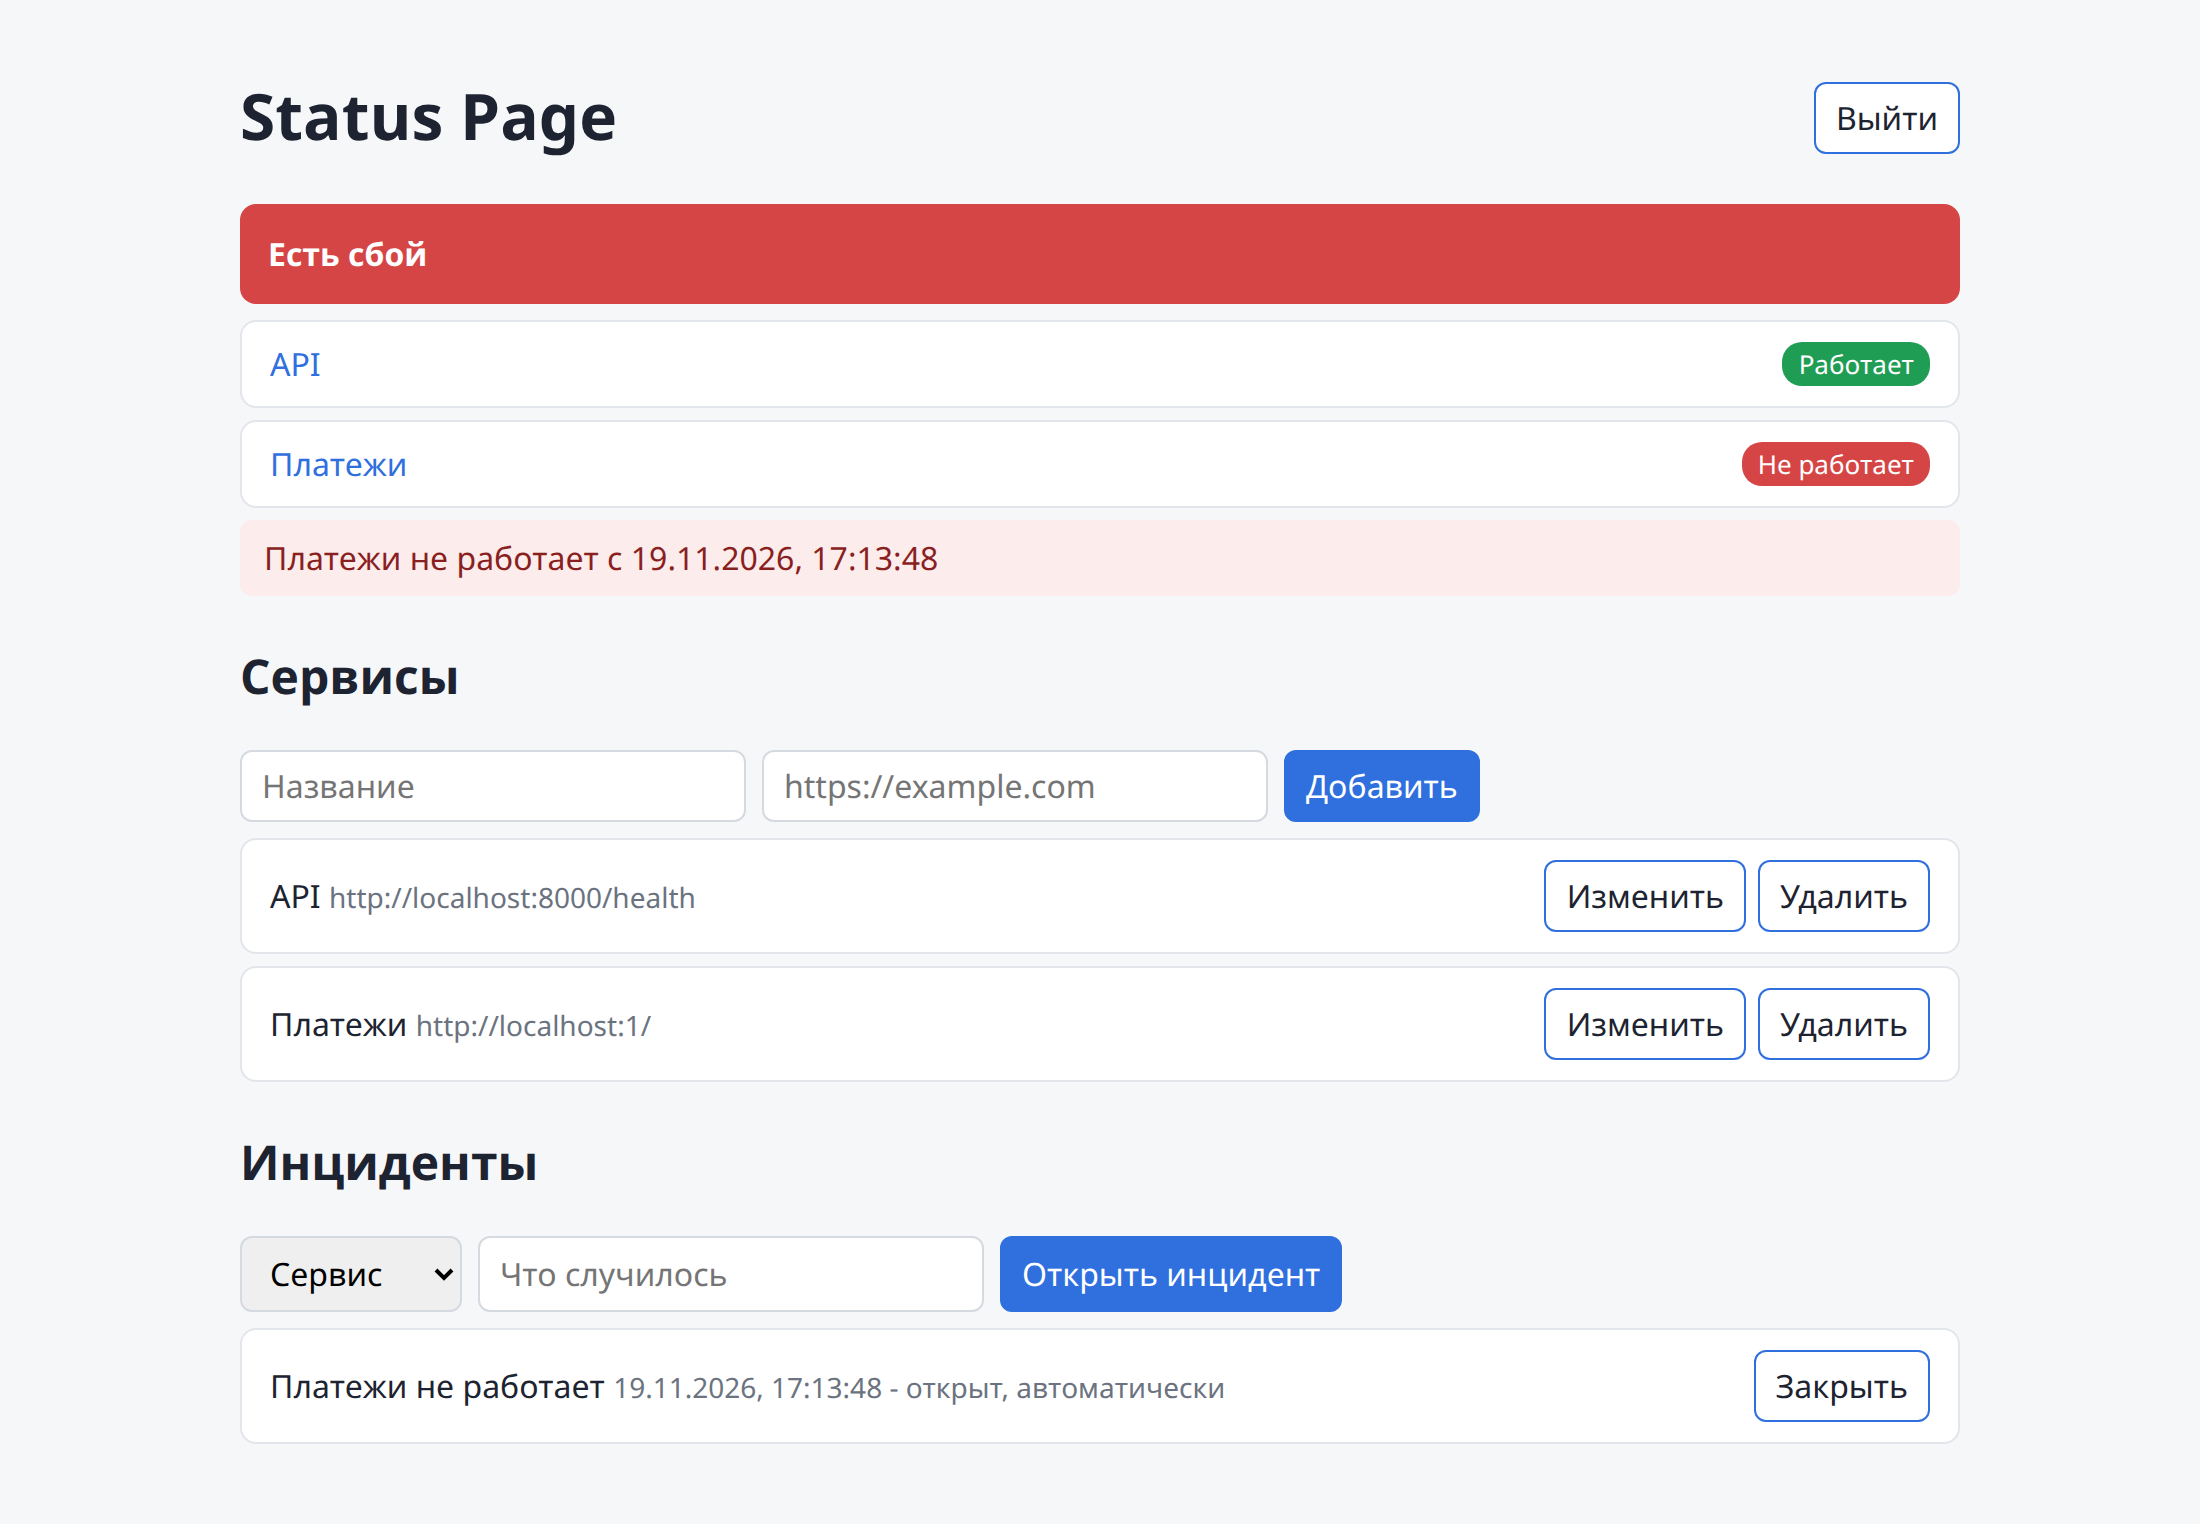 Status Page
Выйти
Есть сбой
API
Работает
Платежи
Не работает
Платежи не работает с 19.11.2026, 17:13:48
Сервисы
Название
https://example.com
Добавить
API http://localhost:8000/health
Изменить
Удалить
Платежи http://localhost:1/
Изменить
Удалить
Инциденты
Сервис
Что случилось
Открыть инцидент
Платежи не работает 19.11.2026, 17:13:48 - открыт, автоматически
Закрыть